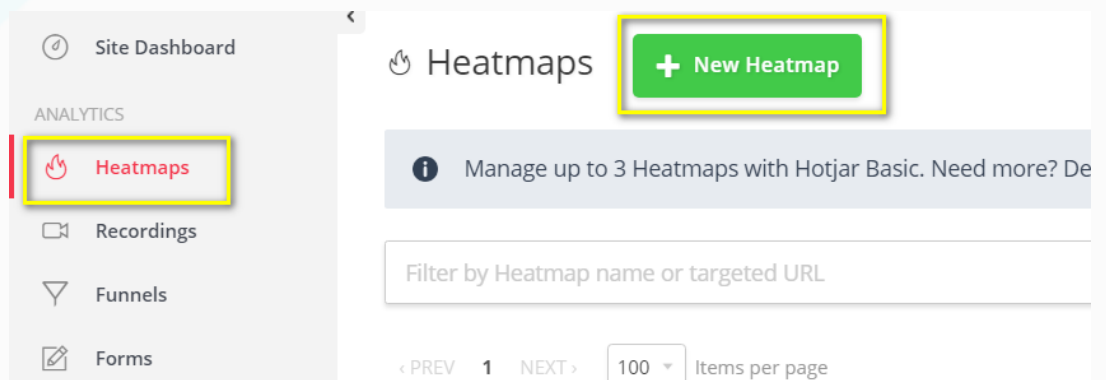 Site Dashboard
ANALYTICS
Heatmaps
Recordings
Funnels
Forms
Heatmaps
New Heatmap
Manage up to 3 Heatmaps with Hotjar Basic. Need more? De
Filter by Heatmap name or targeted URL
‹ PREV 1 NEXT › 100 Items per page